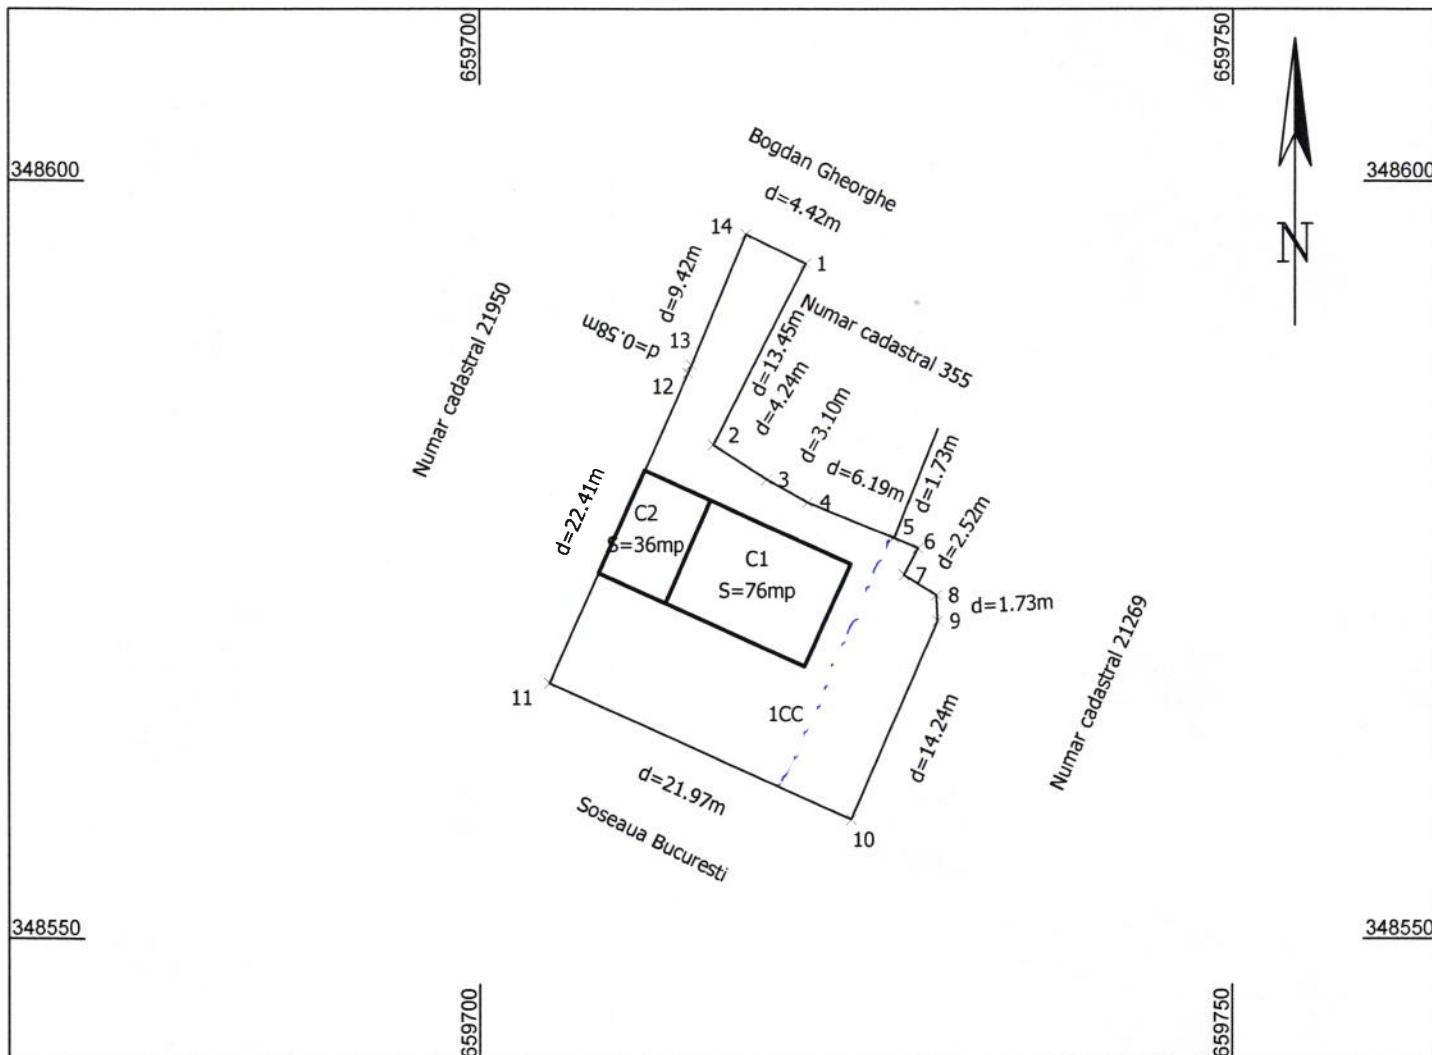 659700
659750
348600
348600
Bogdan Gheorghe
d=4.42m
14
1
N
d=9.42m
Numar cadastral 21950
Numar cadastral 355
d=0.58m
13
12
d=13.45m
d=4.24m
d=3.10m
2
3
4
d=6.19m
d=1.73m
5
6
d=2.52m
7
8
d=1.73m
9
d=22.41m
C2
S=36mp
C1
S=76mp
11
1CC
d=14.24m
Numar cadastral 21269
d=21.97m
10
Soseaua Bucuresti
348550
348550
659700
659750